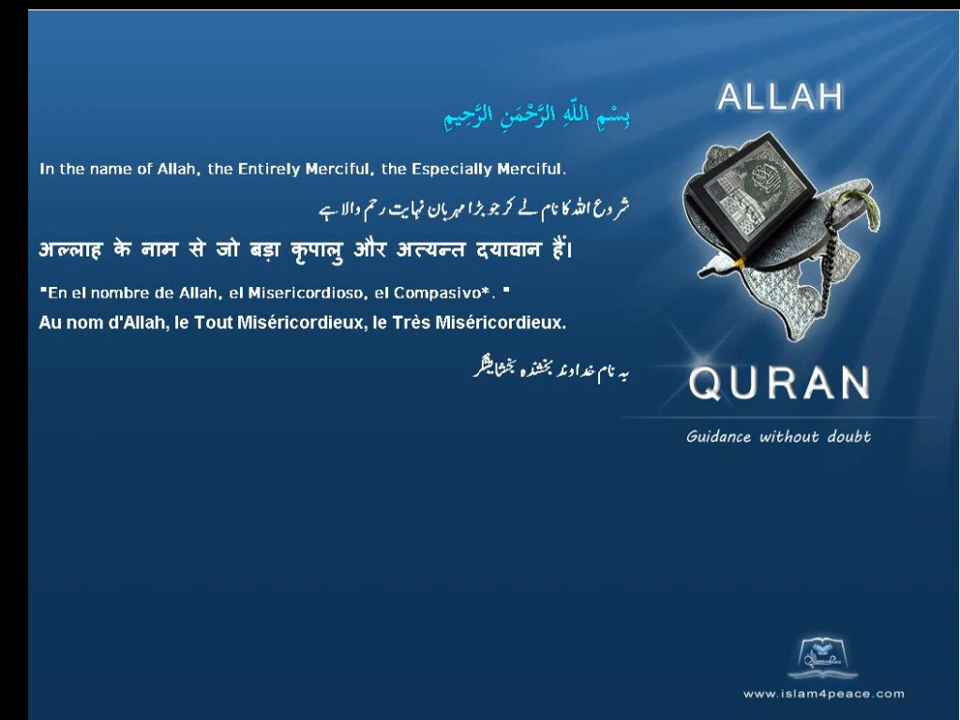 بِسْمِ اللّهِ الرَّحْمَنِ الرَّحِيمِ
In the name of Allah, the Entirely Merciful, the Especially Merciful.
شروع الله کا نام لے کر جو بڑا مہربان نہایت رحم والا ہے
अल्लाह के नाम से जो बड़ा कृपालु और अत्यन्त दयावान हैं।
"En el nombre de Allah, el Misericordioso, el Compasivo*. "
Au nom d'Allah, le Tout Miséricordieux, le Très Miséricordieux.
به نام خداوند بخشنده بخشایشگر
ALLAH
QURAN
Guidance without doubt
www.islam4peace.com